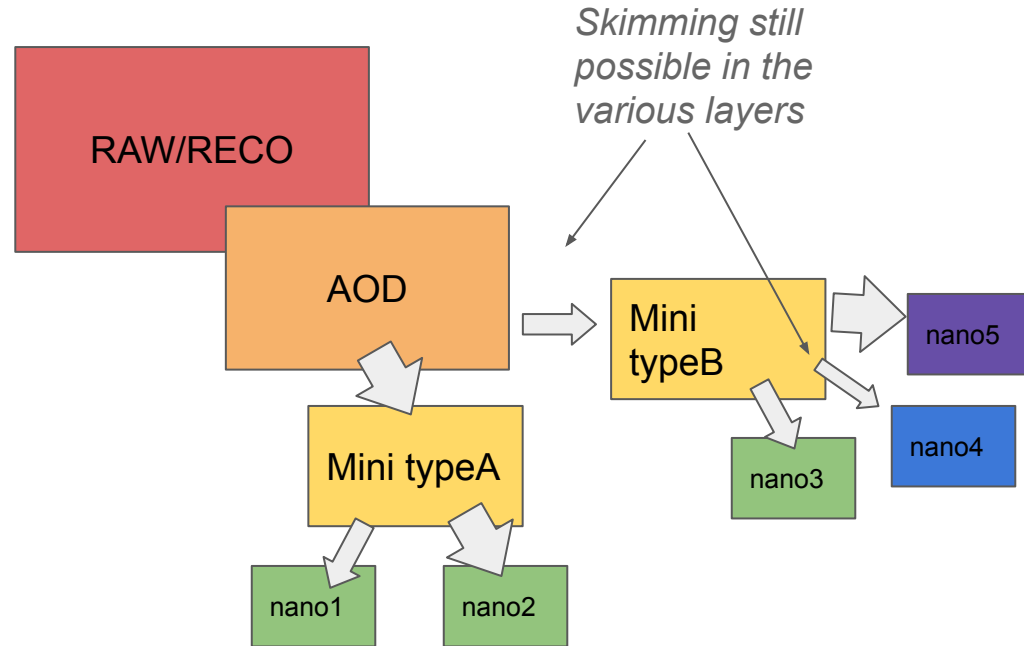 Skimming still
possible in the
various layers
RAW/RECO
AOD
Mini
typeB
nano5
nano4
nano3
Mini typeA
nano1
nano2